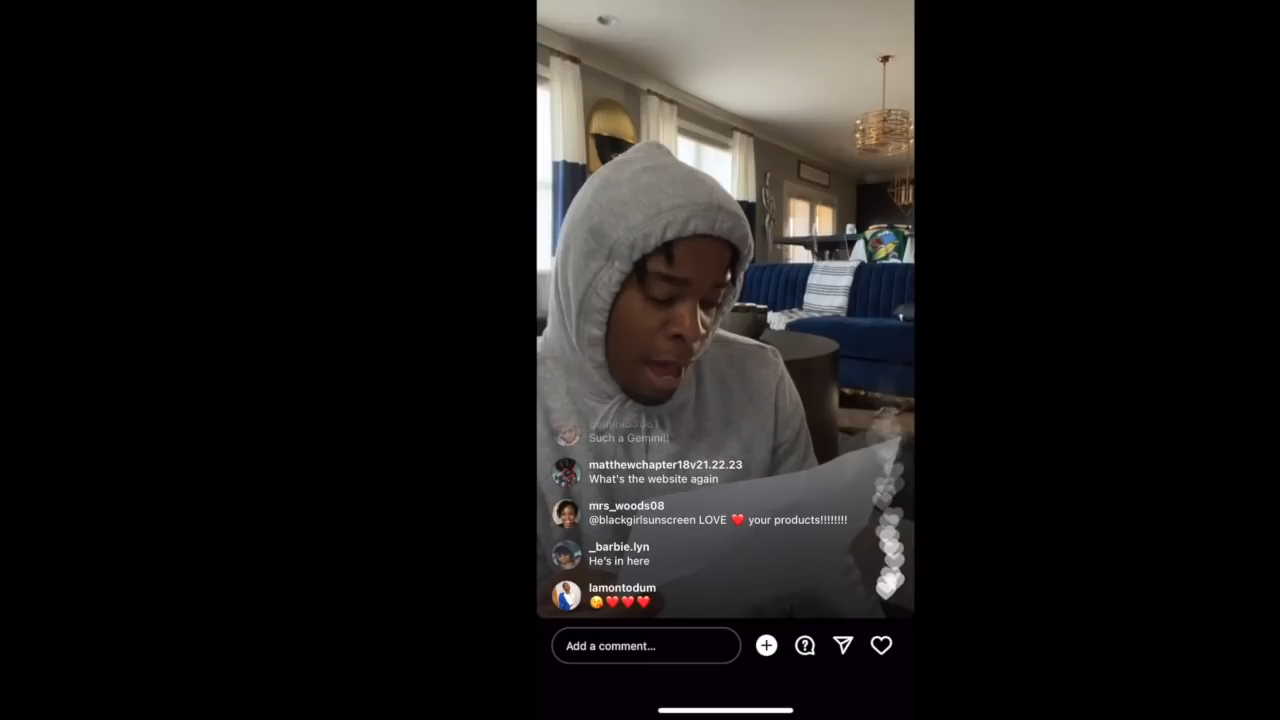 Such a Gemini!!
matthewchapter18v21.22.23
What's the website again
mrs_woods08
@blackgirlsunscreen LOVE ❤️ your products!!!!!!!!
_barbie.lyn
He's in here
lamontodum
😘❤️❤️❤️
Add a comment...